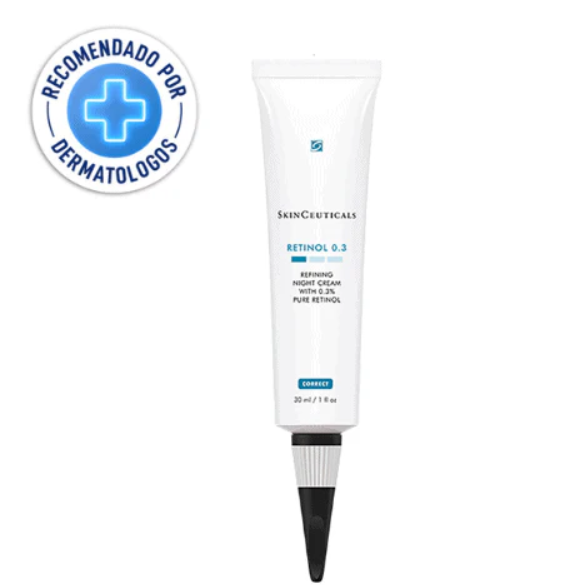 RECOMENDADO POR
DERMATOLOGOS
SKINCEUTICALS
RETINOL 0.3
REFINING
NIGHT CREAM
WITH 0.3%
PURE RETINOL
CORRECT
30 ml / 1 fl oz